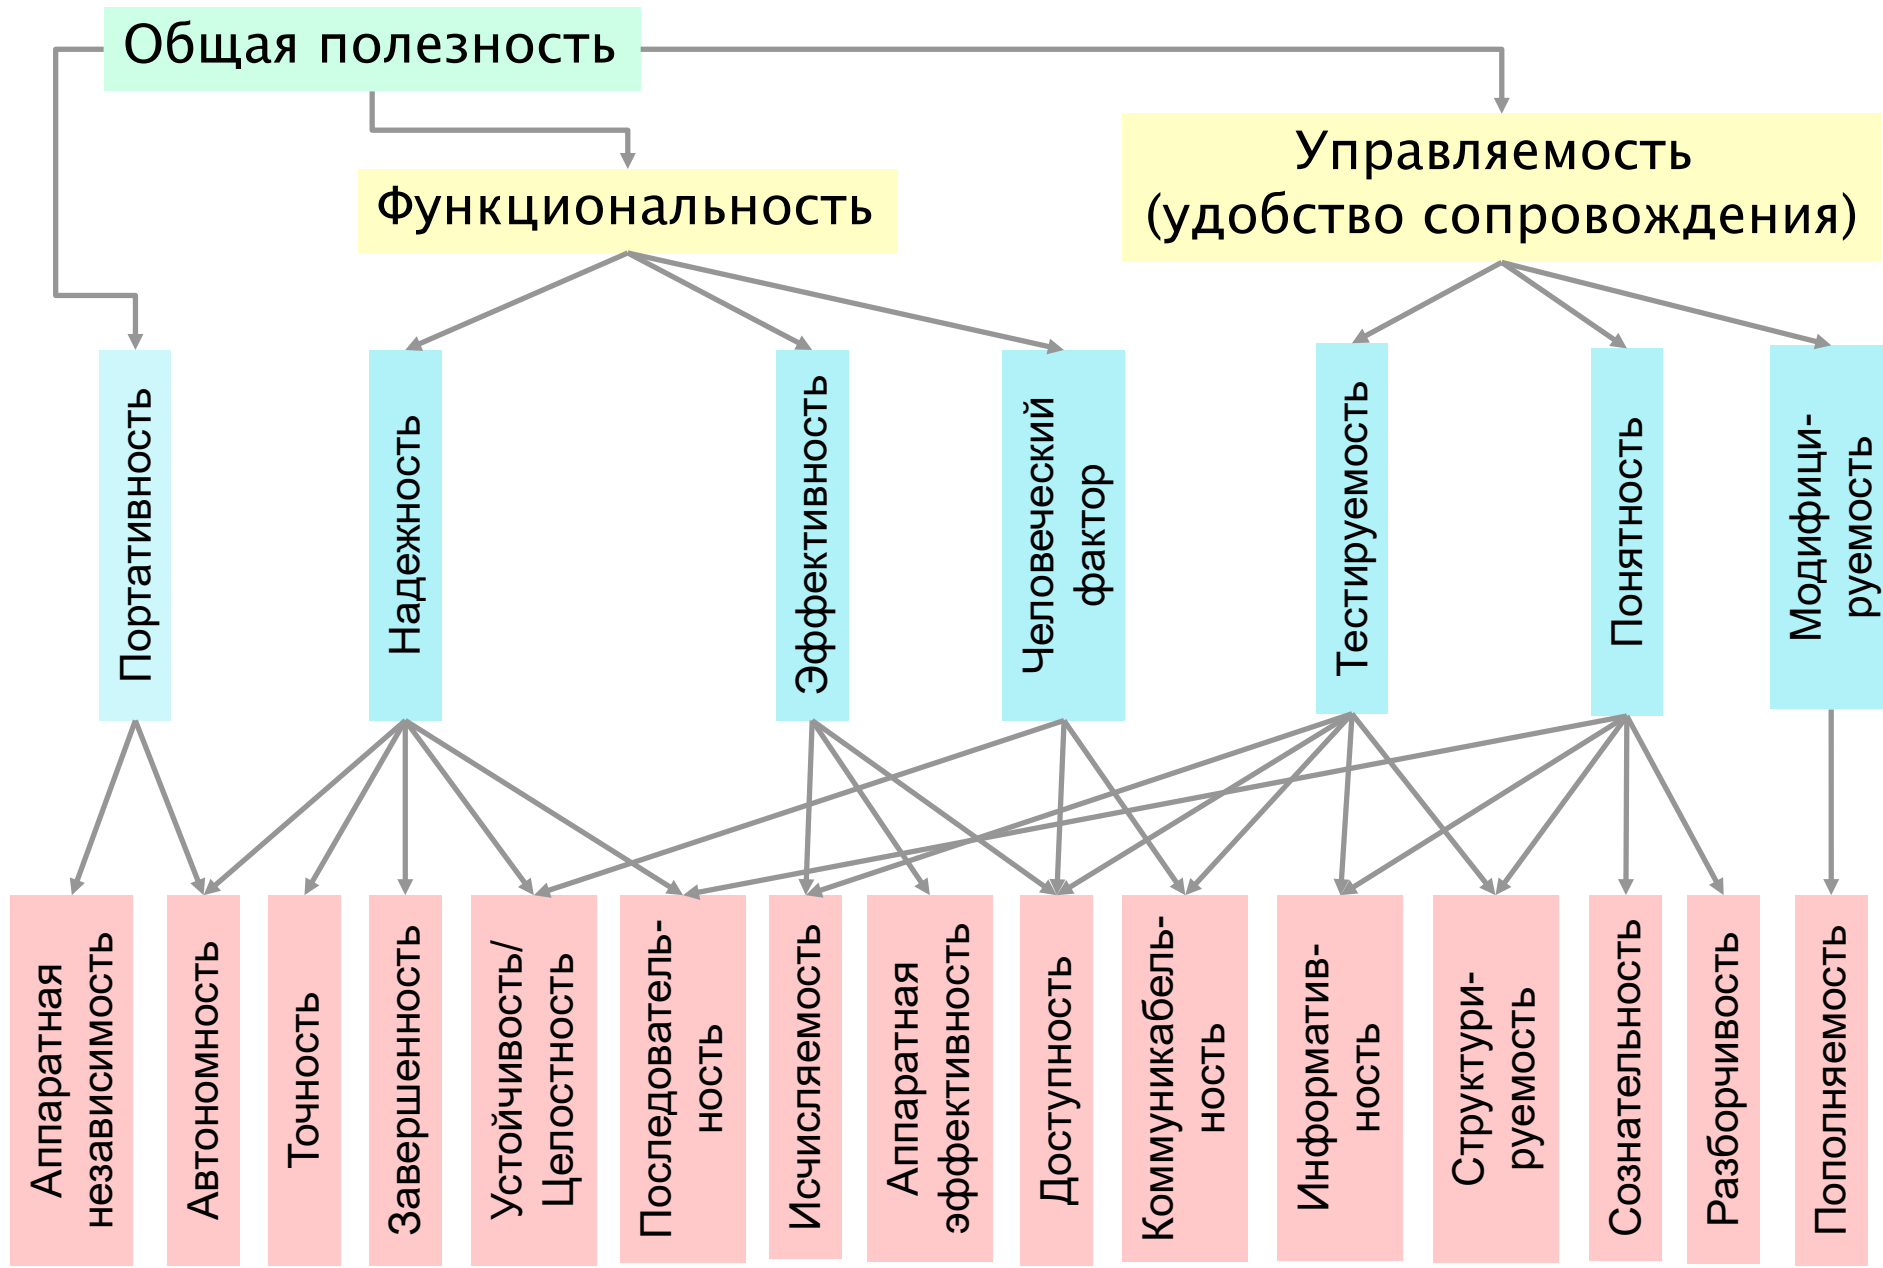 Общая полезность
Управляемость
(удобство сопровождения)
Функциональность
Портативность
Надежность
Эффективность
Человеческий
фактор
Тестируемость
Понятность
Модифици-
руемость
Аппаратная
независимость
Автономность
Точность
Завершенность
Устойчивость/
Целостность
Последователь-
ность
Исчисляемость
Аппаратная
эффективность
Доступность
Коммуникабель-
ность
Информатив-
ность
Структури-
руемость
Сознательность
Разборчивость
Пополняемость